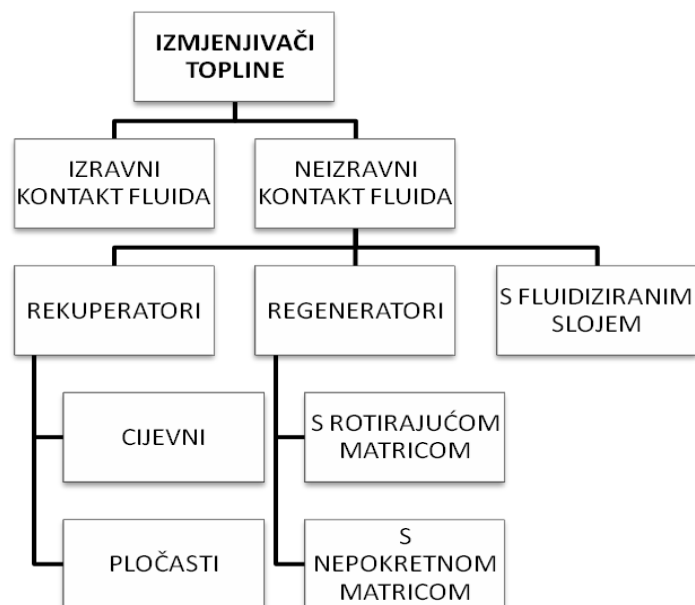 IZMJENJIVAČI
TOPLINE
IZRAVNI
KONTAKT FLUIDA
NEIZRAVNI
KONTAKT FLUIDA
REKUPERATORI
REGENERATORI
S FLUIDIZIRANIM
SLOJEM
CIJEVNI
S ROTIRAJUĆOM
MATRICOM
PLOČASTI
S
NEPOKRETNOM
MATRICOM